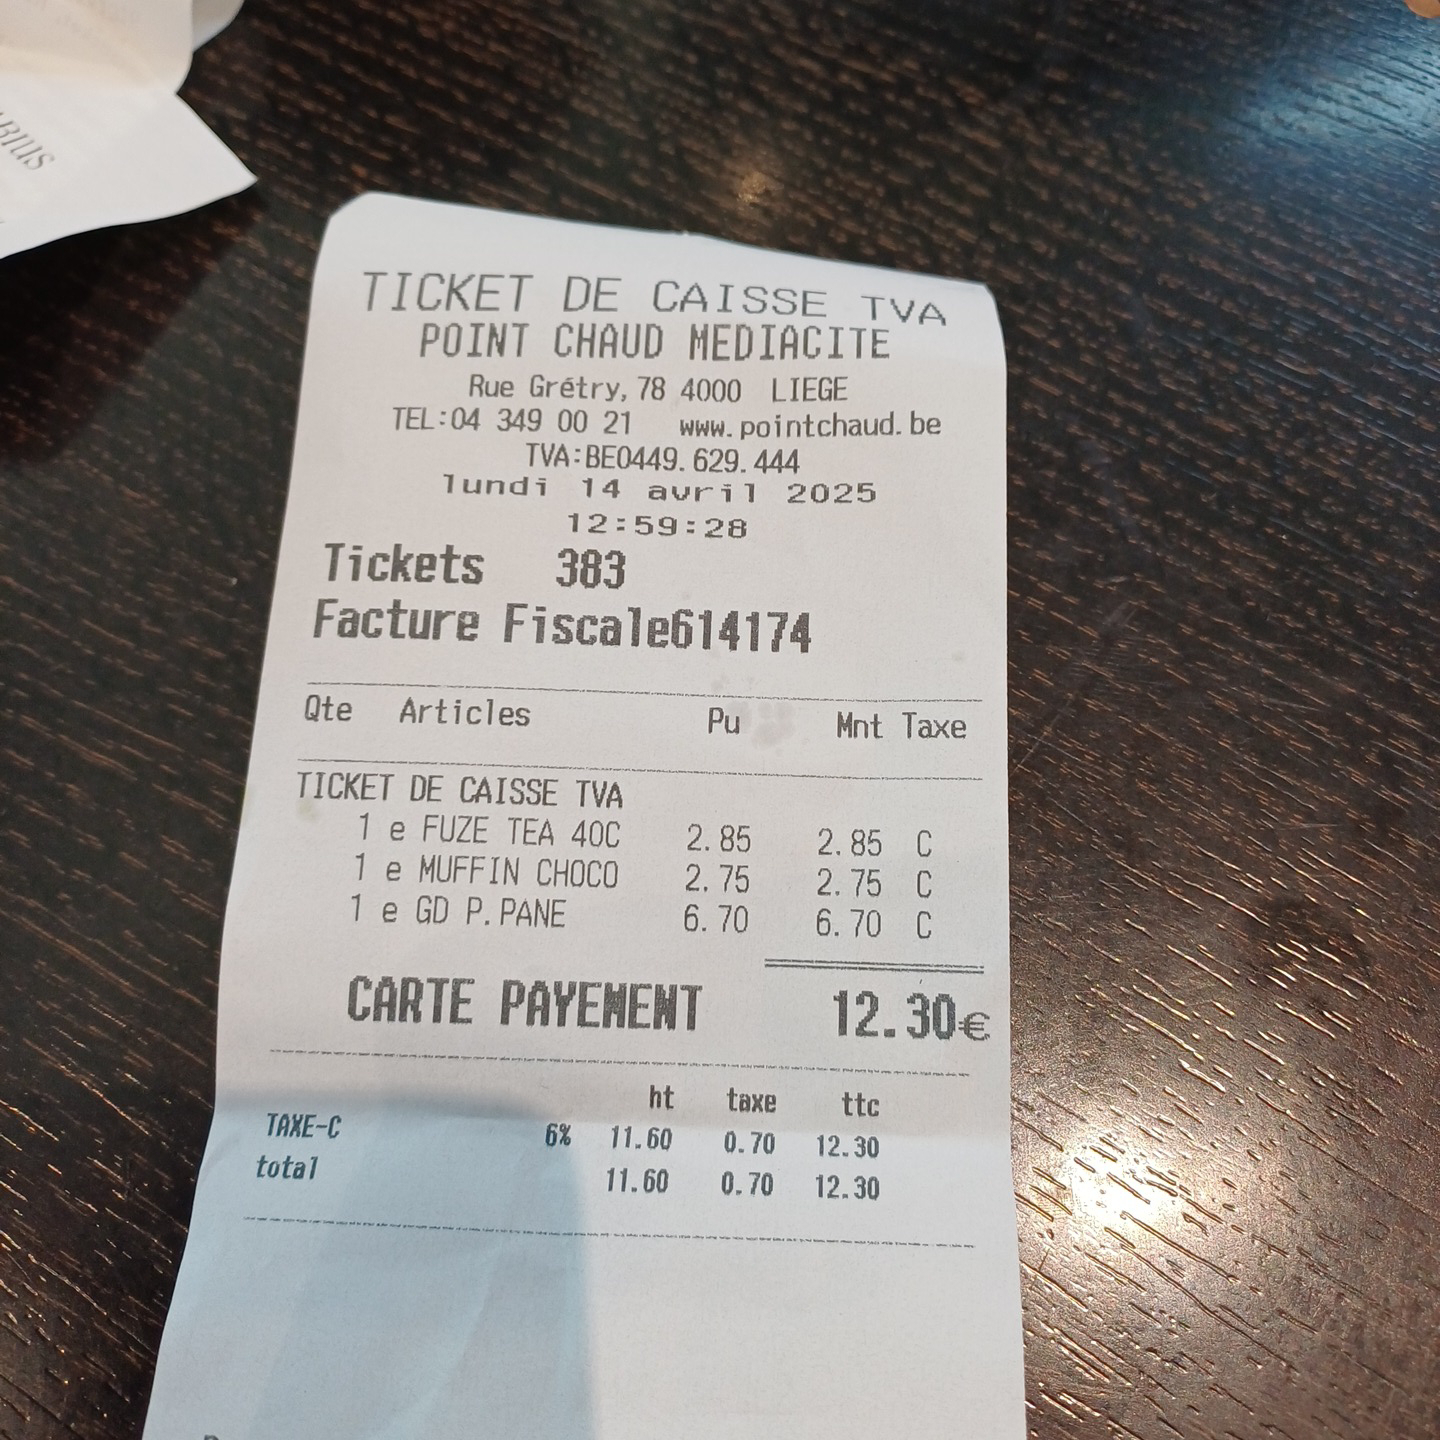 TICKET DE CAISSE TVA
POINT CHAUD MEDIACITE
Rue Grétry, 78 4000 LIEGE
TEL:04 349 00 21 www.pointchaud.be
TVA:BE0449.629.444
lundi 14 avril 2025
12:59:28
Tickets 383
Facture Fiscale614174
Qte Articles Pu Mnt Taxe
TICKET DE CAISSE TVA
1 e FUZE TEA 40C 2.85 2.85 C
1 e MUFFIN CHOCO 2.75 2.75 C
1 e GD P.PANE 6.70 6.70 C
CARTE PAYEMENT 12.30€
ht taxe ttc
TAXE-C 6% 11.60 0.70 12.30
total 11.60 0.70 12.30